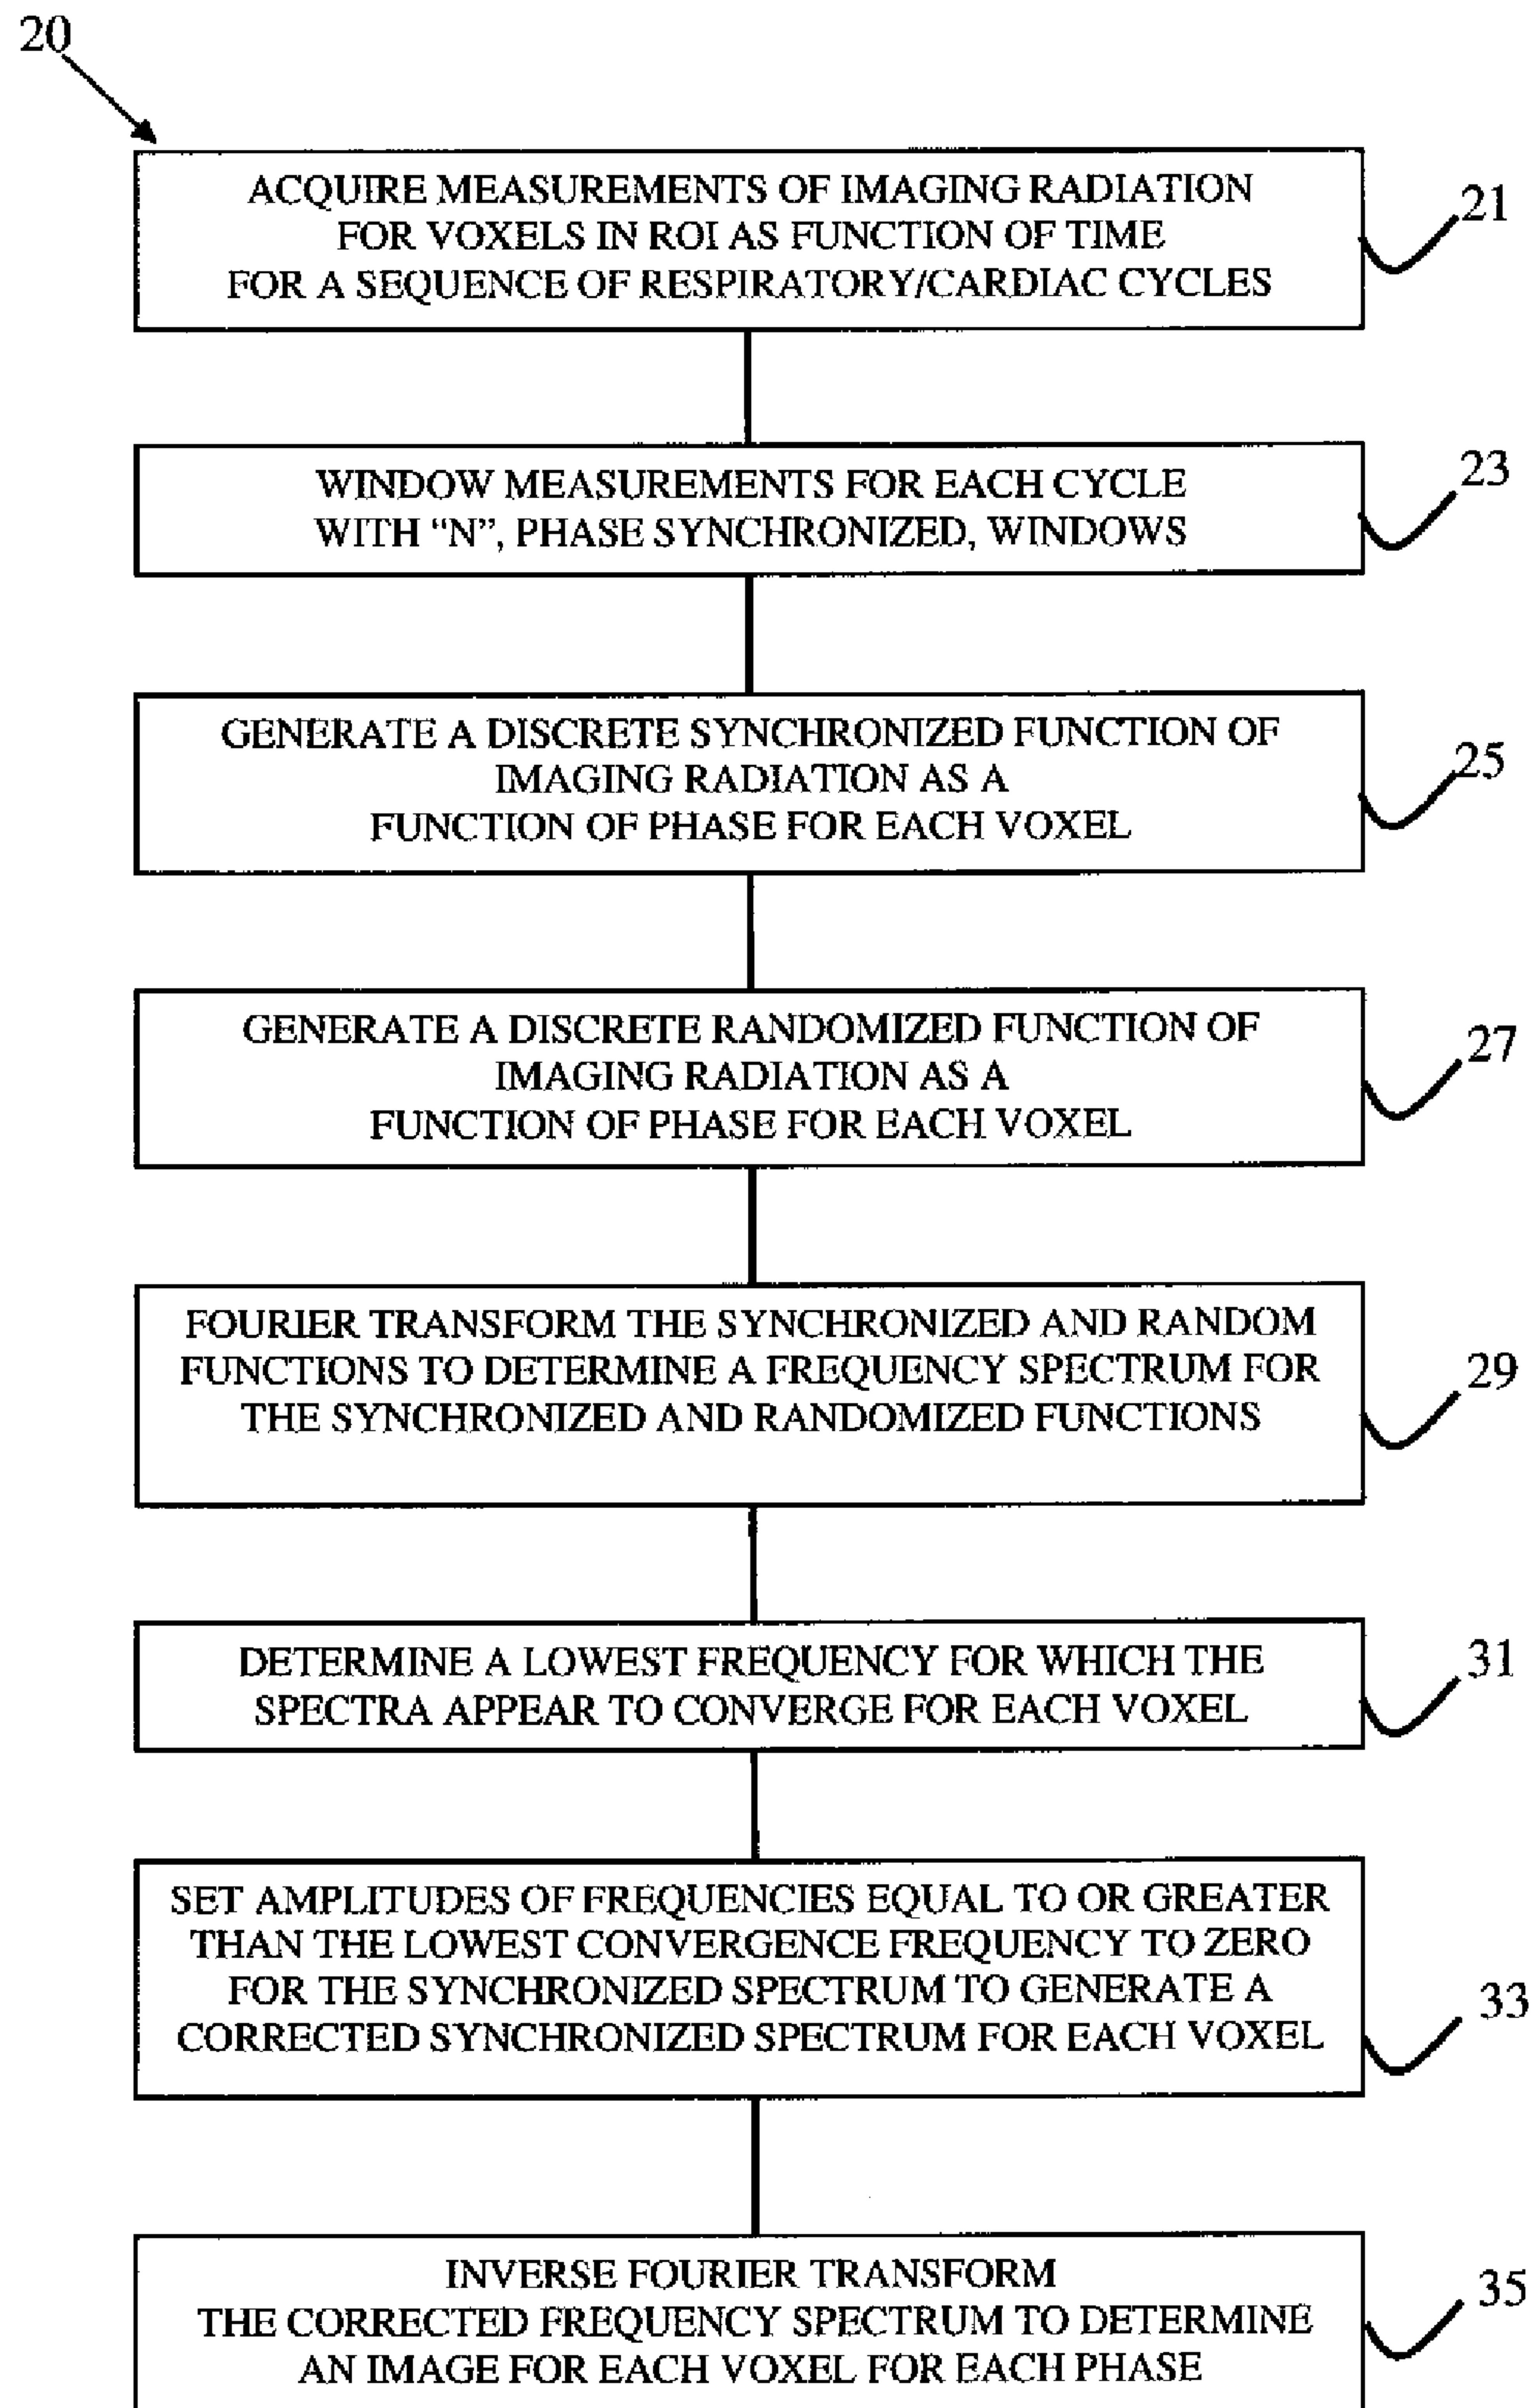 20
ACQUIRE MEASUREMENTS OF IMAGING RADIATION
FOR VOXELS IN ROI AS FUNCTION OF TIME
FOR A SEQUENCE OF RESPIRATORY/CARDIAC CYCLES
21
WINDOW MEASUREMENTS FOR EACH CYCLE
WITH “N”, PHASE SYNCHRONIZED, WINDOWS
23
GENERATE A DISCRETE SYNCHRONIZED FUNCTION OF
IMAGING RADIATION AS A
FUNCTION OF PHASE FOR EACH VOXEL
25
GENERATE A DISCRETE RANDOMIZED FUNCTION OF
IMAGING RADIATION AS A
FUNCTION OF PHASE FOR EACH VOXEL
27
FOURIER TRANSFORM THE SYNCHRONIZED AND RANDOM
FUNCTIONS TO DETERMINE A FREQUENCY SPECTRUM FOR
THE SYNCHRONIZED AND RANDOMIZED FUNCTIONS
29
DETERMINE A LOWEST FREQUENCY FOR WHICH THE
SPECTRA APPEAR TO CONVERGE FOR EACH VOXEL
31
SET AMPLITUDES OF FREQUENCIES EQUAL TO OR GREATER
THAN THE LOWEST CONVERGENCE FREQUENCY TO ZERO
FOR THE SYNCHRONIZED SPECTRUM TO GENERATE A
CORRECTED SYNCHRONIZED SPECTRUM FOR EACH VOXEL
33
INVERSE FOURIER TRANSFORM
THE CORRECTED FREQUENCY SPECTRUM TO DETERMINE
AN IMAGE FOR EACH VOXEL FOR EACH PHASE
35